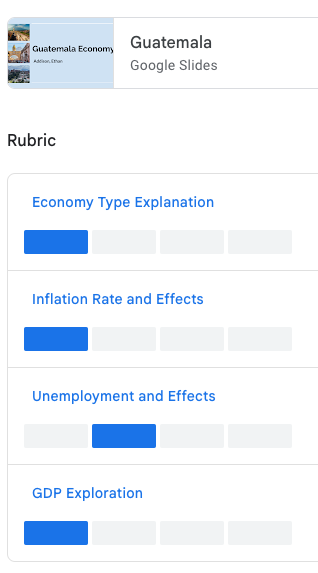 Guatemala Economy
Addison, Ethan
Guatemala
Google Slides
Rubric
Economy Type Explanation
Inflation Rate and Effects
Unemployment and Effects
GDP Exploration